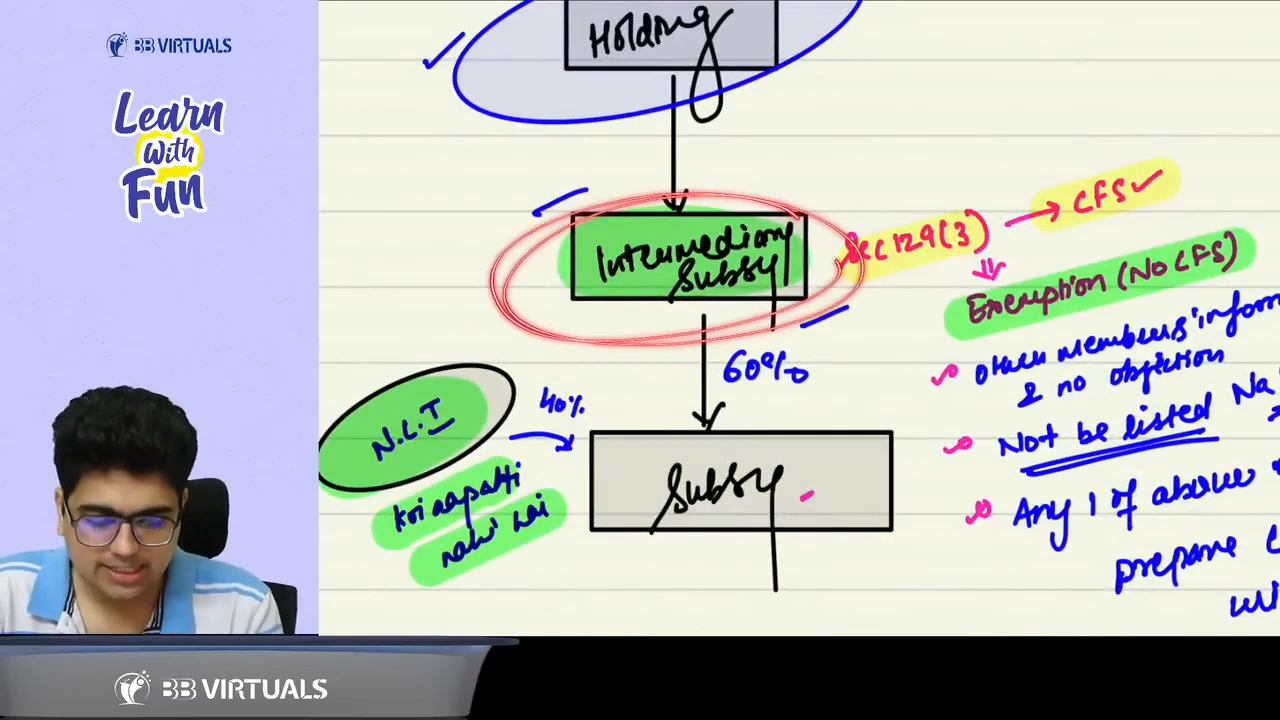 BB VIRTUALS
Learn
With
Fun
Holding
Intermediary
Subsy
Sec 129(3) → CFS ✓
Exemption (No CFS)
other members' inform
& no objection
Not be listed Na
Any 1 of above
prepare
60%
40%
N.C.I
koi aapatti
nahi hai
Subsy
BB VIRTUALS